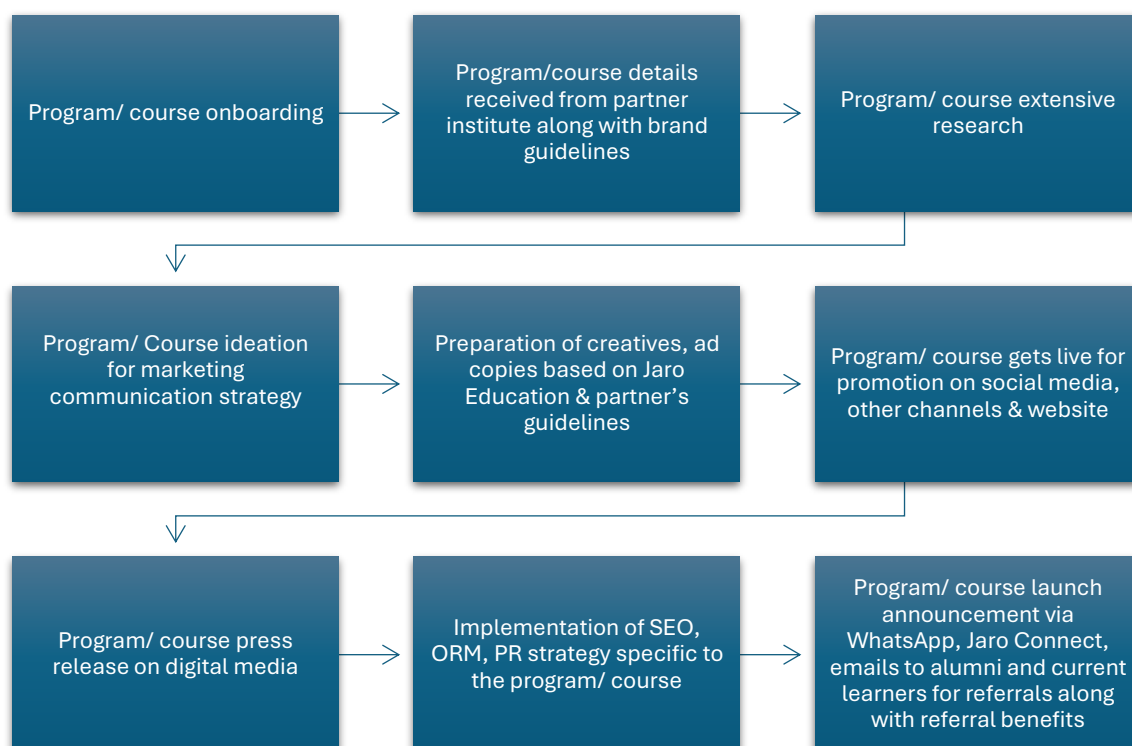 Program/ course onboarding
Program/course details
received from partner
institute along with brand
guidelines
Program/ course extensive
research
Program/ Course ideation
for marketing
communication strategy
Preparation of creatives, ad
copies based on Jaro
Education & partner’s
guidelines
Program/ course gets live for
promotion on social media,
other channels & website
Program/ course press
release on digital media
Implementation of SEO,
ORM, PR strategy specific to
the program/ course
Program/ course launch
announcement via
WhatsApp, Jaro Connect,
emails to alumni and current
learners for referrals along
with referral benefits